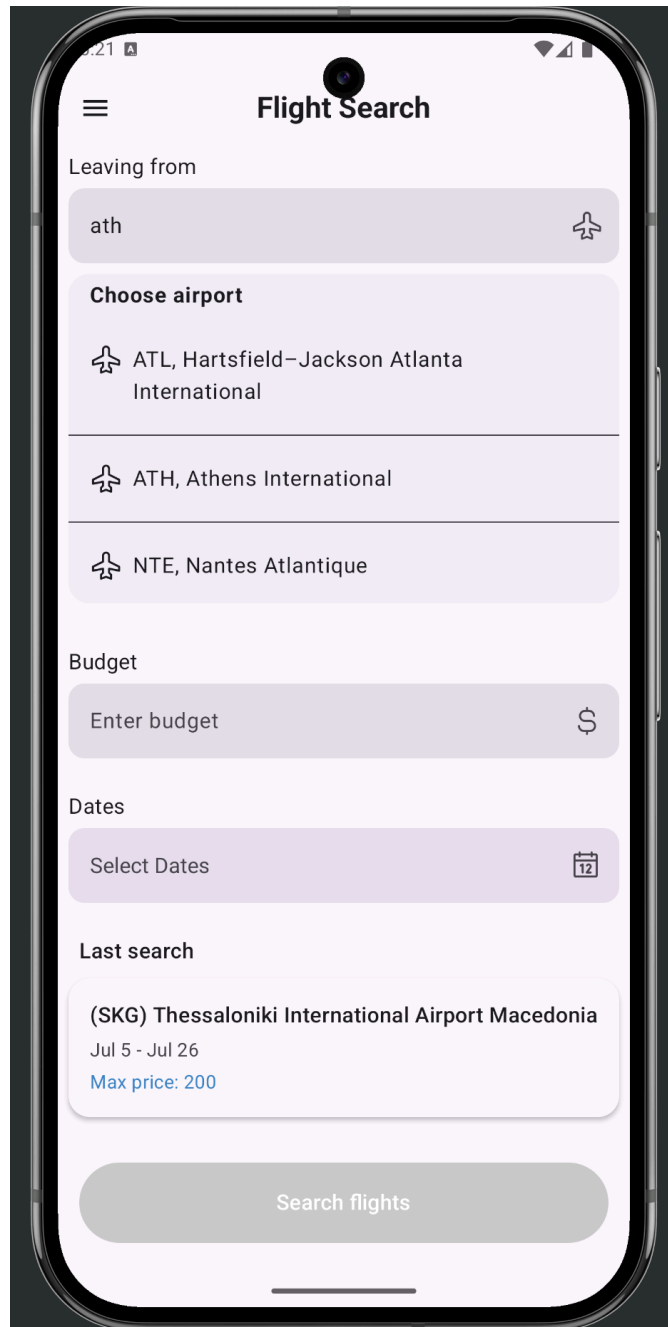 :21 A
Flight Search
Leaving from
ath
Choose airport
ATL, Hartsfield–Jackson Atlanta
International
ATH, Athens International
NTE, Nantes Atlantique
Budget
Enter budget
$
Dates
Select Dates
12
Last search
(SKG) Thessaloniki International Airport Macedonia
Jul 5 - Jul 26
Max price: 200
Search flights